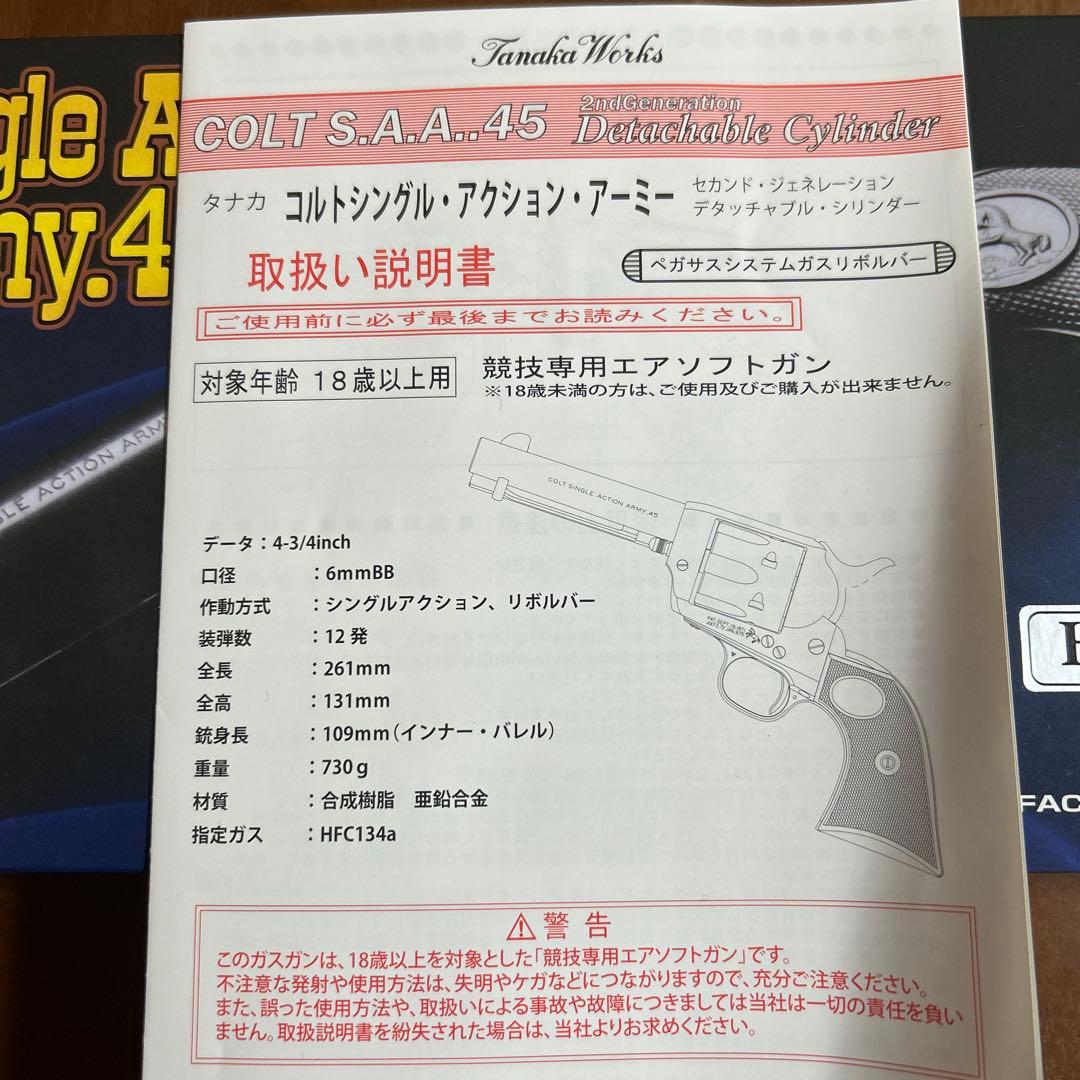 Tanaka Works
COLT S.A.A..45 2ndGeneration Detachable Cylinder
タナカ コルトシングル・アクション・アーミー セカンド・ジェネレーション
デタッチャブル・シリンダー
取扱い説明書 ペガサスシステムガスリボルバー
ご使用前に必ず最後までお読みください。
対象年齢 18歳以上用 競技専用エアソフトガン
※18歳未満の方は、ご使用及びご購入が出来ません。
COLT SINGLE ACTION ARMY.45
データ：4-3/4inch
口径 ：6mmBB
作動方式 ：シングルアクション、リボルバー
装弾数 ：12 発
全長 ：261mm
全高 ：131mm
銃身長 ：109mm（インナー・バレル）
重量 ：730ｇ
材質 ：合成樹脂 亜鉛合金
指定ガス ：HFC134a
警 告
このガスガンは、18歳以上を対象とした「競技専用エアソフトガン」です。
不注意な発射や使用方法は、失明やケガなどにつながりますので、充分ご注意ください。
また、誤った使用方法や、取扱いによる事故や故障につきましては当社は一切の責任を負い
ません。取扱説明書を紛失された場合は、当社よりお求めください。
gle A
my.4
GLE ACTION ARMY
FAC